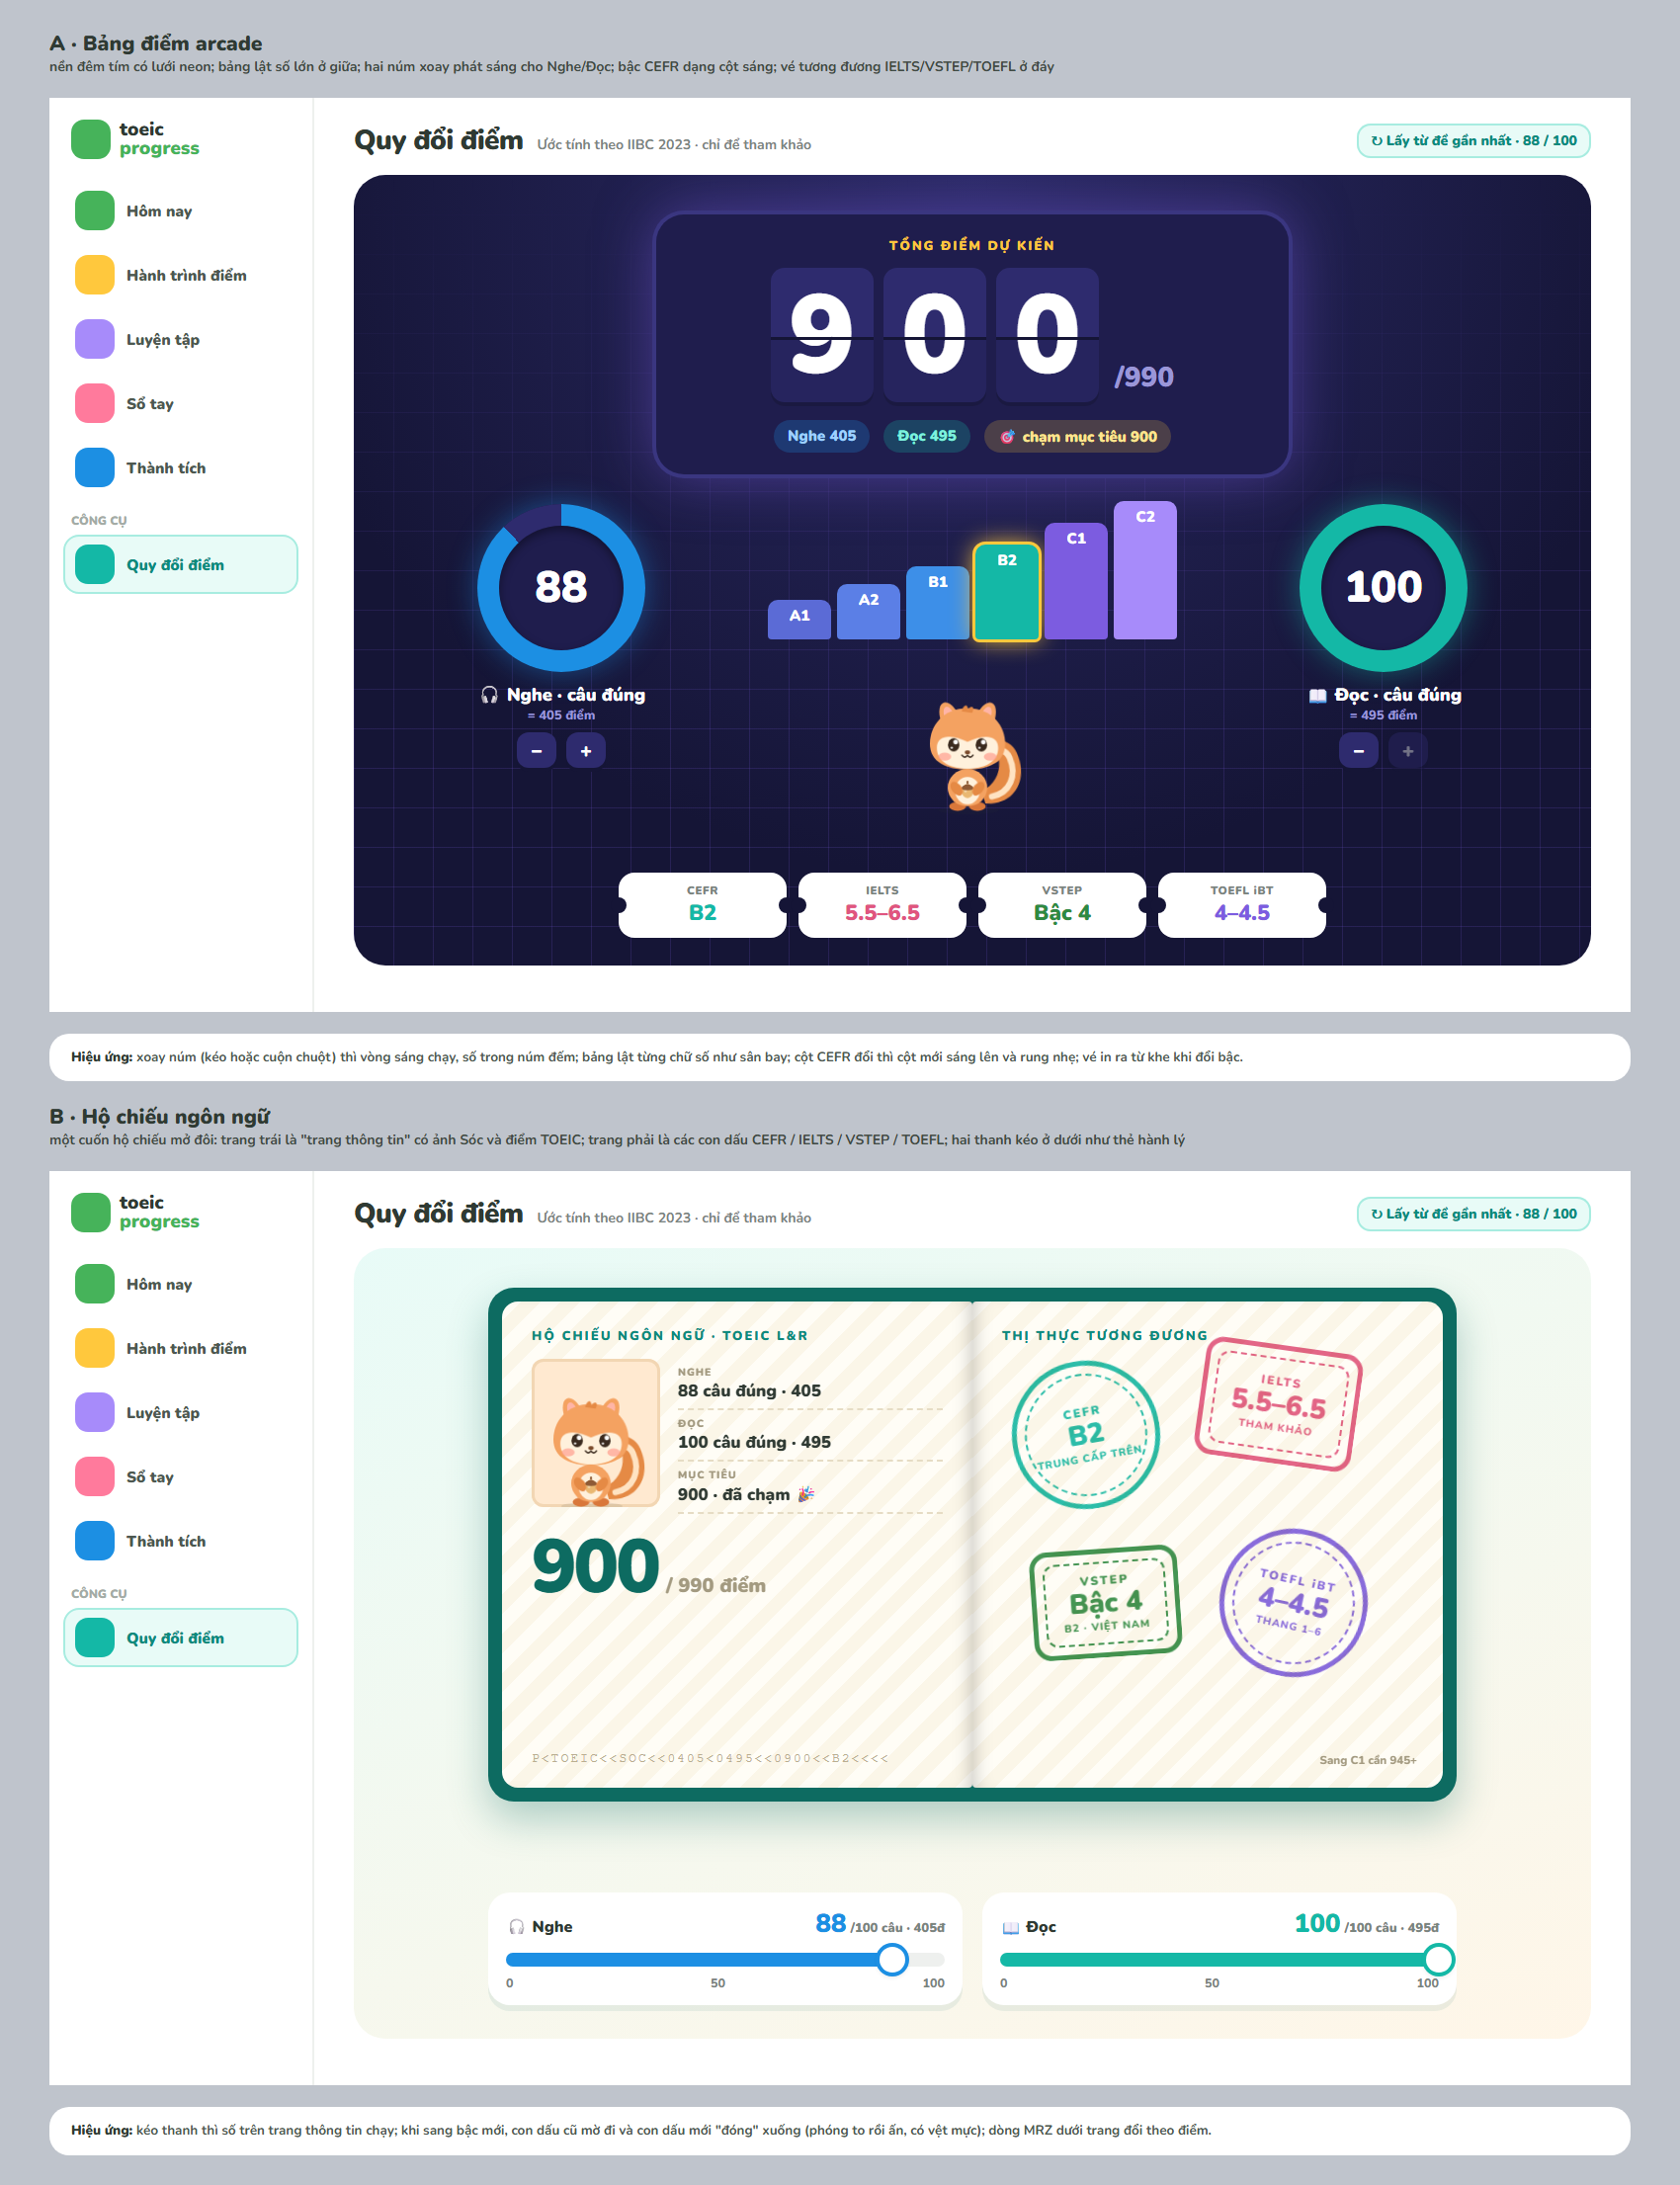 A · Bảng điểm arcade
nền đêm tím có lưới neon; bảng lật số lớn ở giữa; hai núm xoay phát sáng cho Nghe/Đọc; bậc CEFR dạng cột sáng; vé tương đương IELTS/VSTEP/TOEFL ở đáy
toeic
progress
Hôm nay
Hành trình điểm
Luyện tập
Sổ tay
Thành tích
CÔNG CỤ
Quy đổi điểm
Quy đổi điểm Ước tính theo IIBC 2023 · chỉ để tham khảo
↻ Lấy từ đề gần nhất · 88 / 100
TỔNG ĐIỂM DỰ KIẾN
900 /990
Nghe 405 Đọc 495 🎯 chạm mục tiêu 900
88
🎧 Nghe · câu đúng
= 405 điểm
− +
A1 A2 B1 B2 C1 C2
100
📖 Đọc · câu đúng
= 495 điểm
− +
CEFR
B2
IELTS
5.5–6.5
VSTEP
Bậc 4
TOEFL iBT
4–4.5
Hiệu ứng: xoay núm (kéo hoặc cuộn chuột) thì vòng sáng chạy, số trong núm đếm; bảng lật từng chữ số như sân bay; cột CEFR đổi thì cột mới sáng lên và rung nhẹ; vé in ra từ khe khi đổi bậc.
B · Hộ chiếu ngôn ngữ
một cuốn hộ chiếu mở đôi: trang trái là "trang thông tin" có ảnh Sóc và điểm TOEIC; trang phải là các con dấu CEFR / IELTS / VSTEP / TOEFL; hai thanh kéo ở dưới như thẻ hành lý
toeic
progress
Hôm nay
Hành trình điểm
Luyện tập
Sổ tay
Thành tích
CÔNG CỤ
Quy đổi điểm
Quy đổi điểm Ước tính theo IIBC 2023 · chỉ để tham khảo
↻ Lấy từ đề gần nhất · 88 / 100
HỘ CHIẾU NGÔN NGỮ · TOEIC L&R
NGHE
88 câu đúng · 405
ĐỌC
100 câu đúng · 495
MỤC TIÊU
900 · đã chạm 🎉
900 / 990 điểm
P<TOEIC<<SOC<<0405<0495<<0900<<B2<<<<
THỊ THỰC TƯƠNG ĐƯƠNG
CEFR
B2
TRUNG CẤP TRÊN
IELTS
5.5–6.5
THAM KHẢO
VSTEP
Bậc 4
B2 · VIỆT NAM
TOEFL iBT
4–4.5
THANG 1–6
Sang C1 cần 945+
🎧 Nghe 88 /100 câu · 405đ
0 50 100
📖 Đọc 100 /100 câu · 495đ
0 50 100
Hiệu ứng: kéo thanh thì số trên trang thông tin chạy; khi sang bậc mới, con dấu cũ mờ đi và con dấu mới "đóng" xuống (phóng to rồi ấn, có vệt mực); dòng MRZ dưới trang đổi theo điểm.